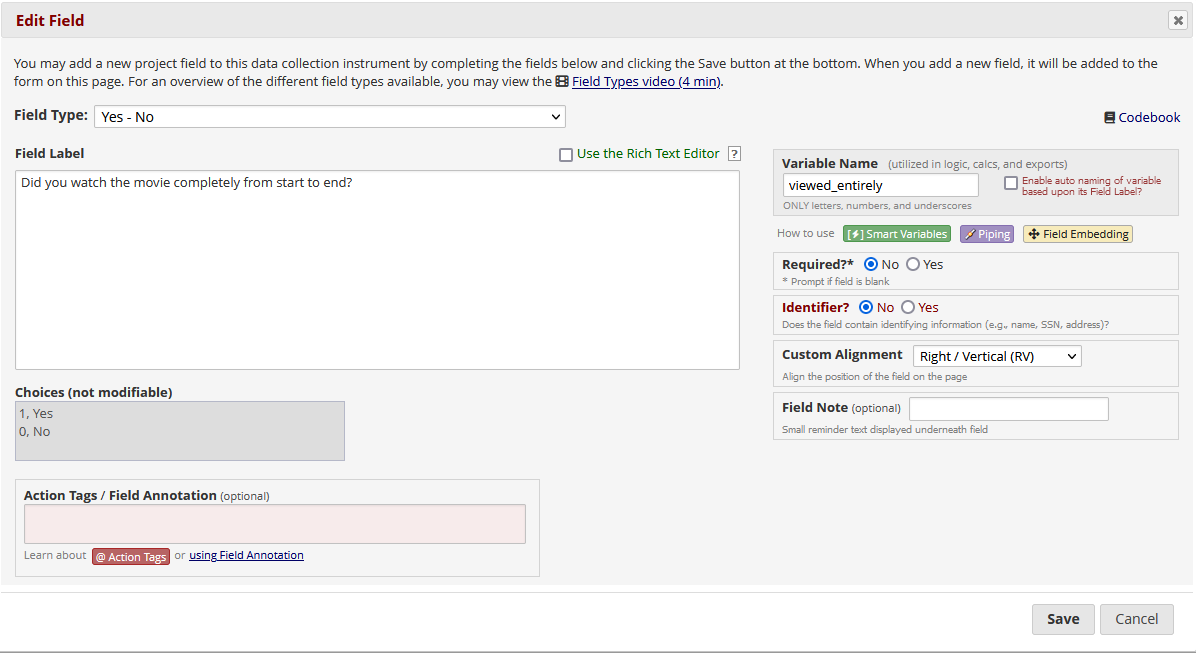 Edit Field
You may add a new project field to this data collection instrument by completing the fields below and clicking the Save button at the bottom. When you add a new field, it will be added to the
form on this page. For an overview of the different field types available, you may view the Field Types video (4 min).
Field Type: Yes - No
Codebook
Field Label
Use the Rich Text Editor ?
Did you watch the movie completely from start to end?
Choices (not modifiable)
1, Yes
0, No
Action Tags / Field Annotation (optional)
Learn about @ Action Tags or using Field Annotation
Variable Name (utilized in logic, calcs, and exports)
viewed_entirely
Enable auto naming of variable
based upon its Field Label?
ONLY letters, numbers, and underscores
How to use [⚡] Smart Variables Piping Field Embedding
Required?* No Yes
* Prompt if field is blank
Identifier? No Yes
Does the field contain identifying information (e.g., name, SSN, address)?
Custom Alignment Right / Vertical (RV)
Align the position of the field on the page
Field Note (optional)
Small reminder text displayed underneath field
Save Cancel